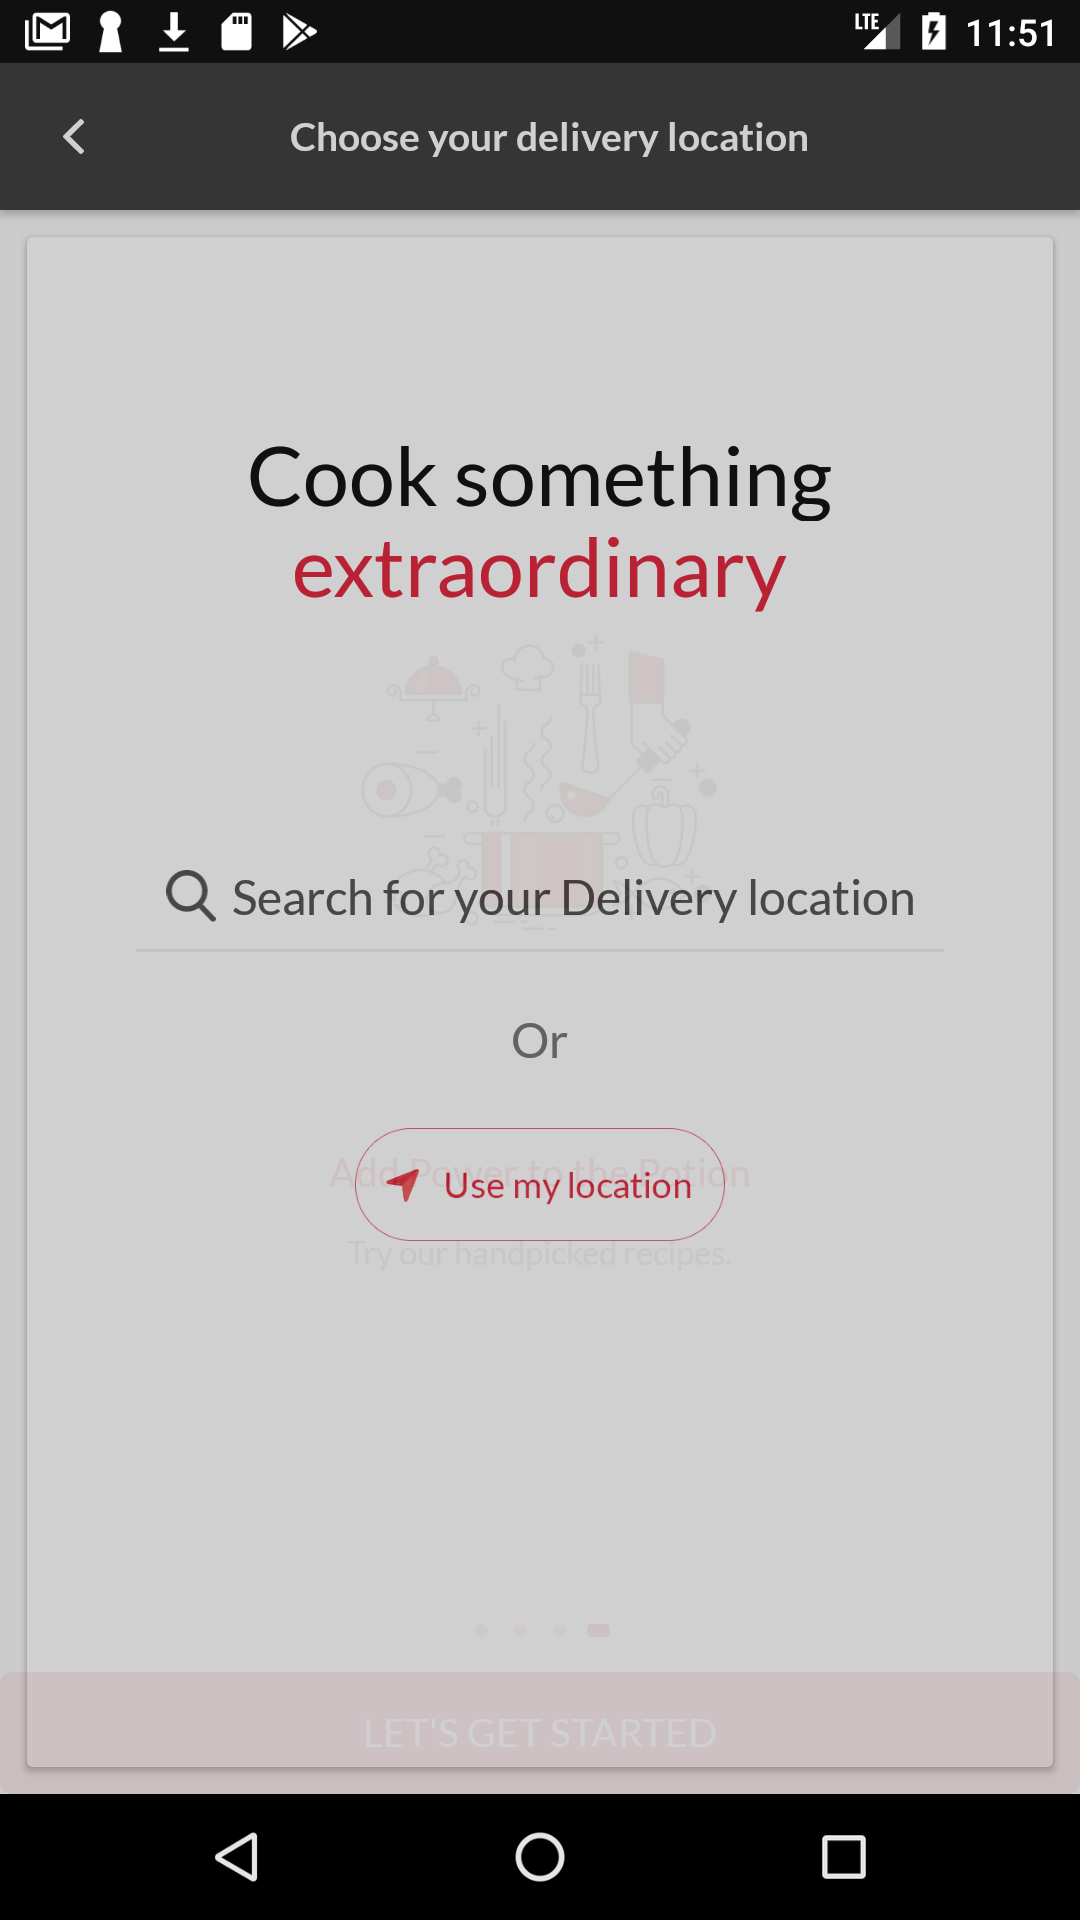 LTE 11:51
Choose your delivery location
Cook something
extraordinary
Search for your Delivery location
Or
Add Power to the Potion
Use my location
Try our handpicked recipes.
LET'S GET STARTED